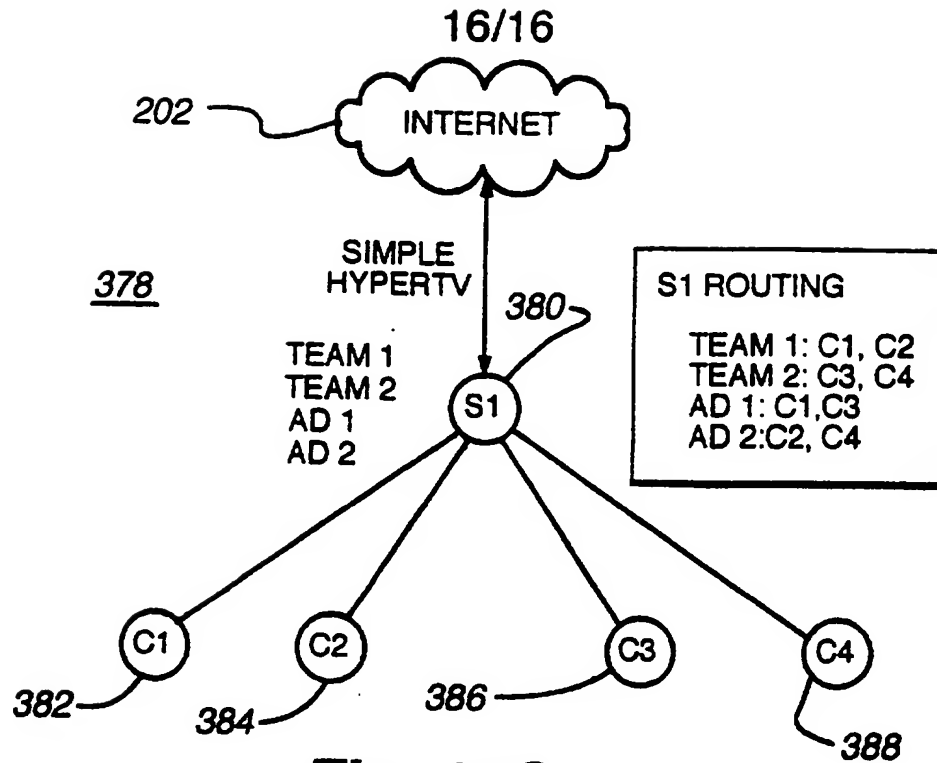 16/16
202
INTERNET
SIMPLE
HYPERTV
378
380
S1 ROUTING
TEAM 1: C1, C2
TEAM 2: C3, C4
AD 1: C1,C3
AD 2:C2, C4
TEAM 1
TEAM 2
AD 1
AD 2
S1
C1
C2
C3
C4
382
384
386
388